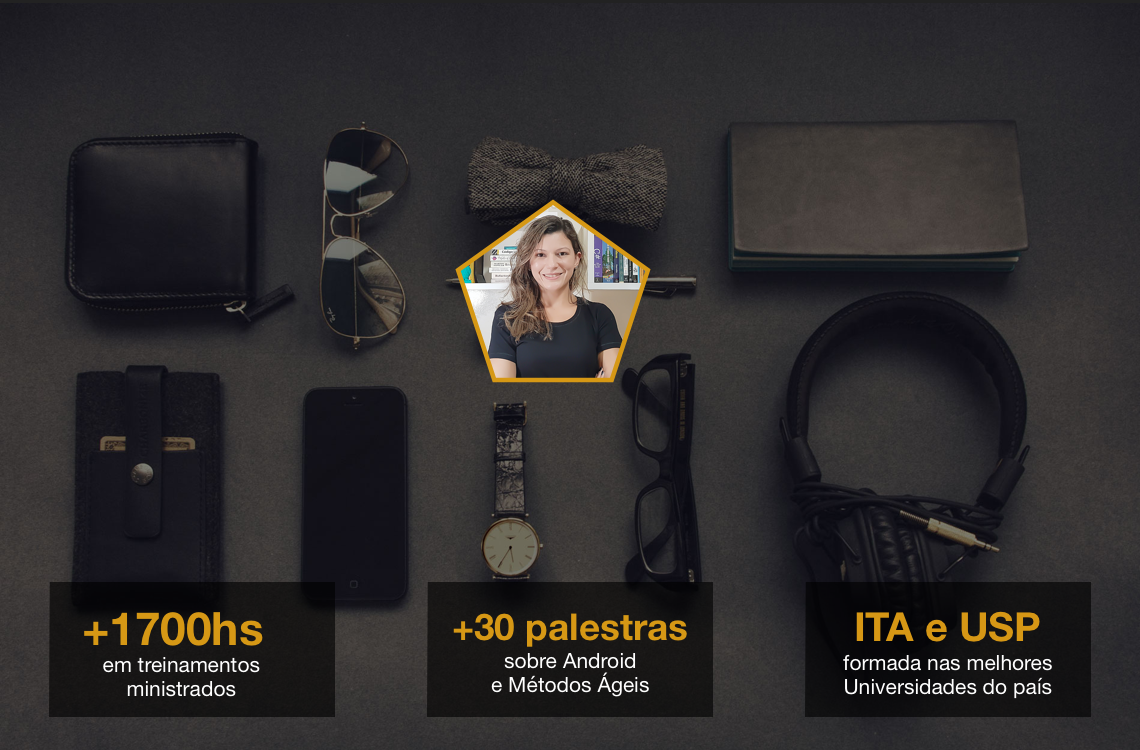 +1700hs
em treinamentos
ministrados
+30 palestras
sobre Android
e Métodos Ágeis
ITA e USP
formada nas melhores
Universidades do país